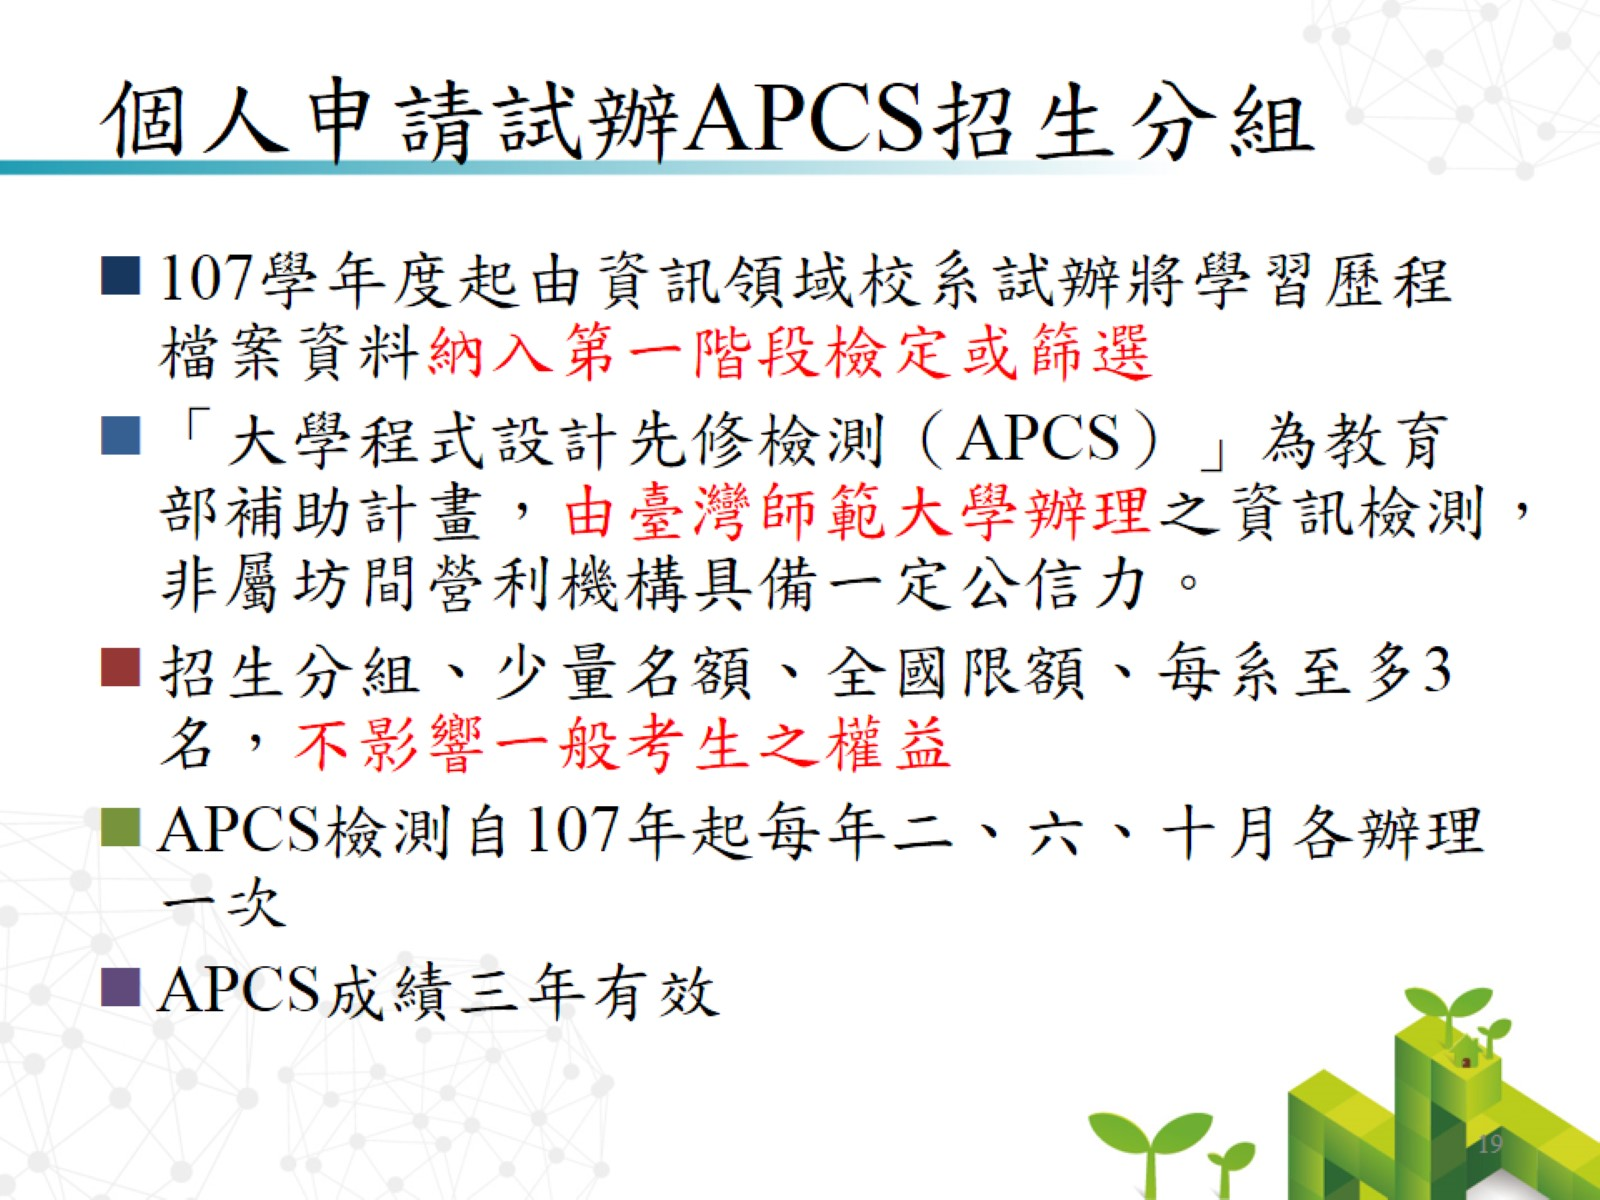 個人申請試辦APCS招生分組
107學年度起由資訊領域校系試辦將學習歷程
檔案資料納入第一階段檢定或篩選
「大學程式設計先修檢測（APCS）」為教育
部補助計畫，由臺灣師範大學辦理之資訊檢測，
非屬坊間營利機構具備一定公信力。
招生分組、少量名額、全國限額、每系至多3
名，不影響一般考生之權益
APCS檢測自107年起每年二、六、十月各辦理
一次
APCS成績三年有效
19